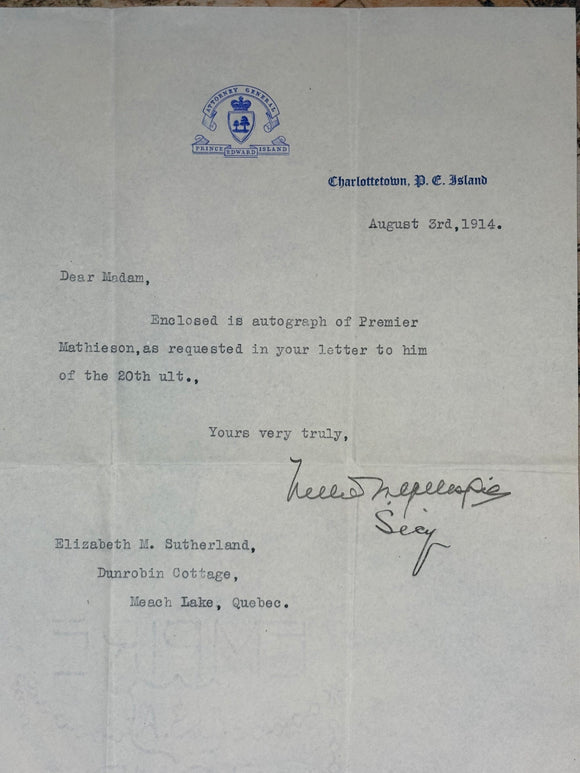 ATTORNEY GENERAL
PRINCE EDWARD ISLAND
Charlottetown, P. E. Island
August 3rd,1914.
Dear Madam,
Enclosed is autograph of Premier
Mathieson,as requested in your letter to him
of the 20th ult.,
Yours very truly,
Secy
Elizabeth M. Sutherland,
Dunrobin Cottage,
Meach Lake, Quebec.
EMPIRE